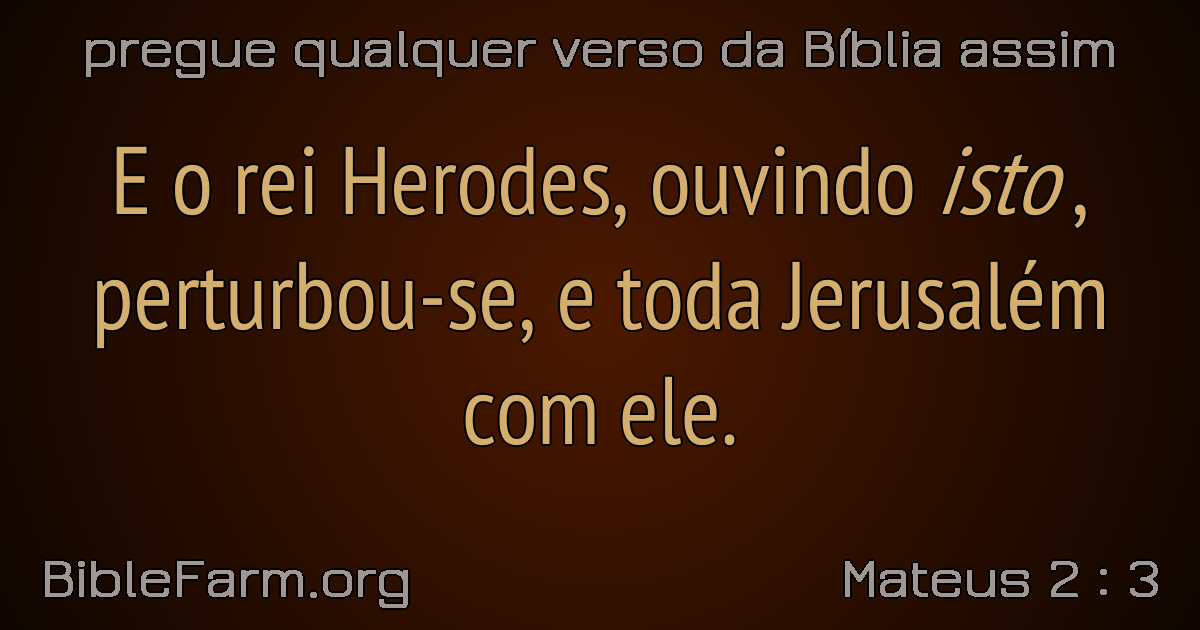 pregue qualquer verso da Bíblia assim
E o rei Herodes, ouvindo isto,
perturbou-se, e toda Jerusalém
com ele.
BibleFarm.org
Mateus 2 : 3